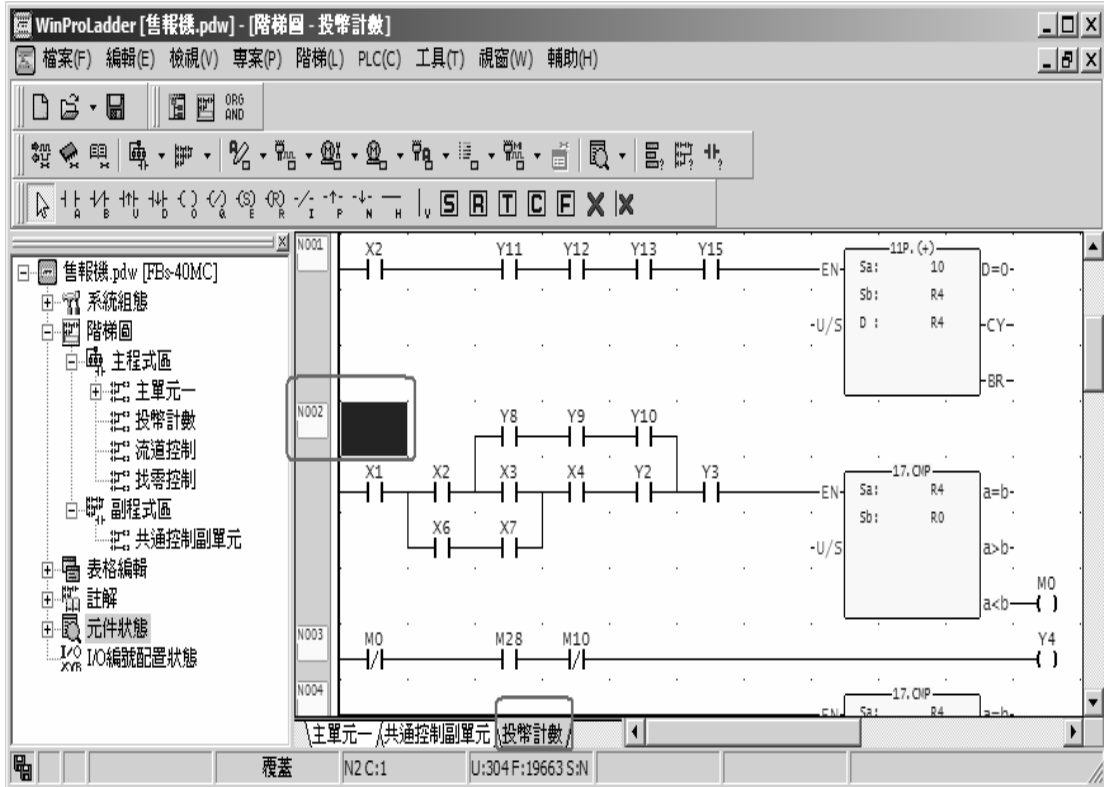 WinProLadder [售報機.pdw] - [階梯圖 - 投幣計數]
檔案(F) 編輯(E) 檢視(V) 專案(P) 階梯(L) PLC(C) 工具(T) 視窗(W) 輔助(H)
ORG
AND
A B U D O Q E R I P N H V S R T C F
售報機.pdw [FBs-40MC]
系統組態
階梯圖
主程式區
主單元一
投幣計數
流道控制
找零控制
副程式區
共通控制副單元
表格編輯
註解
元件狀態
I/O編號配置狀態
N001
X2 Y11 Y12 Y13 Y15
11P.(+)
EN Sa: 10 D=0
Sb: R4
U/S D : R4 CY
BR
N002
Y8 Y9 Y10
X1 X2 X3 X4 Y2 Y3
17.CMP
EN Sa: R4 a=b
Sb: R0
X6 X7
U/S a>b
M0
a<b
N003
M0 M28 M10 Y4
N004
17.CMP
EN Sa: R4 a=b
主單元一 共通控制副單元 投幣計數
覆蓋 N2 C:1 U:304 F:19663 S:N